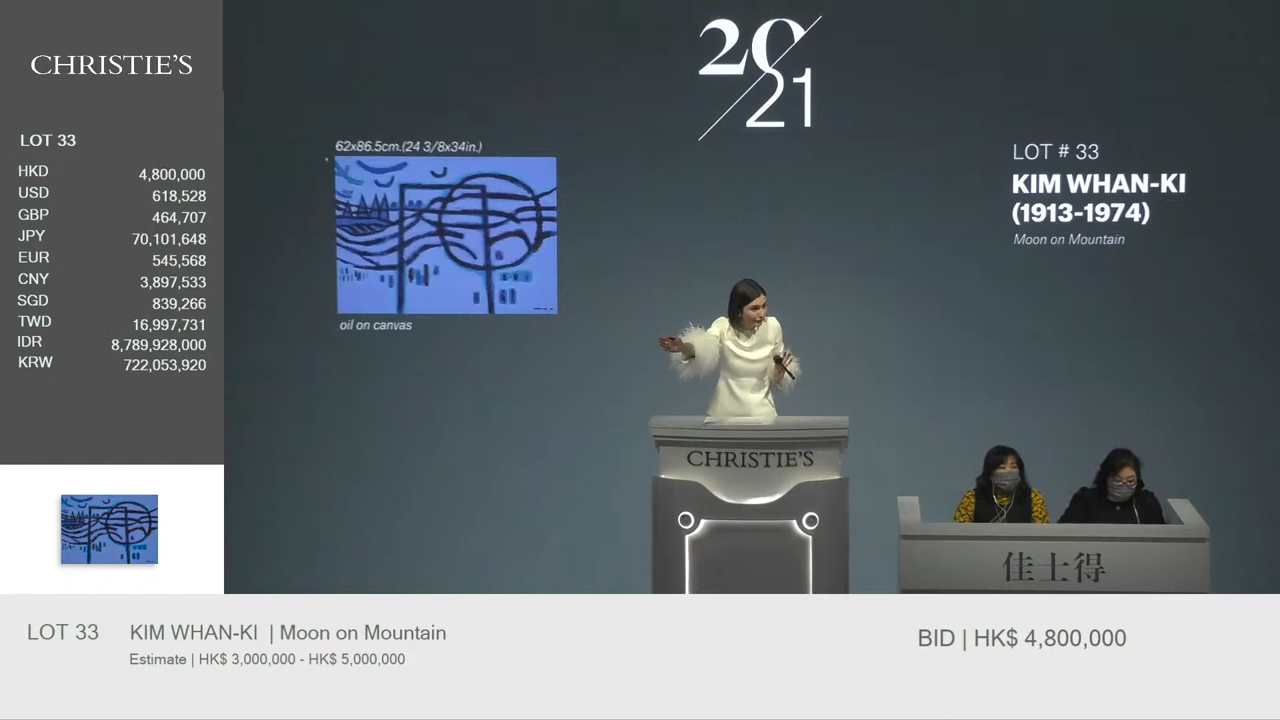 CHRISTIE'S
LOT 33
HKD 4,800,000
USD 618,528
GBP 464,707
JPY 70,101,648
EUR 545,568
CNY 3,897,533
SGD 839,266
TWD 16,997,731
IDR 8,789,928,000
KRW 722,053,920
20
21
62x86.5cm.(24 3/8x34in.)
oil on canvas
LOT # 33
KIM WHAN-KI
(1913-1974)
Moon on Mountain
CHRISTIE'S
佳士得
LOT 33 KIM WHAN-KI | Moon on Mountain
Estimate | HK$ 3,000,000 - HK$ 5,000,000
BID | HK$ 4,800,000